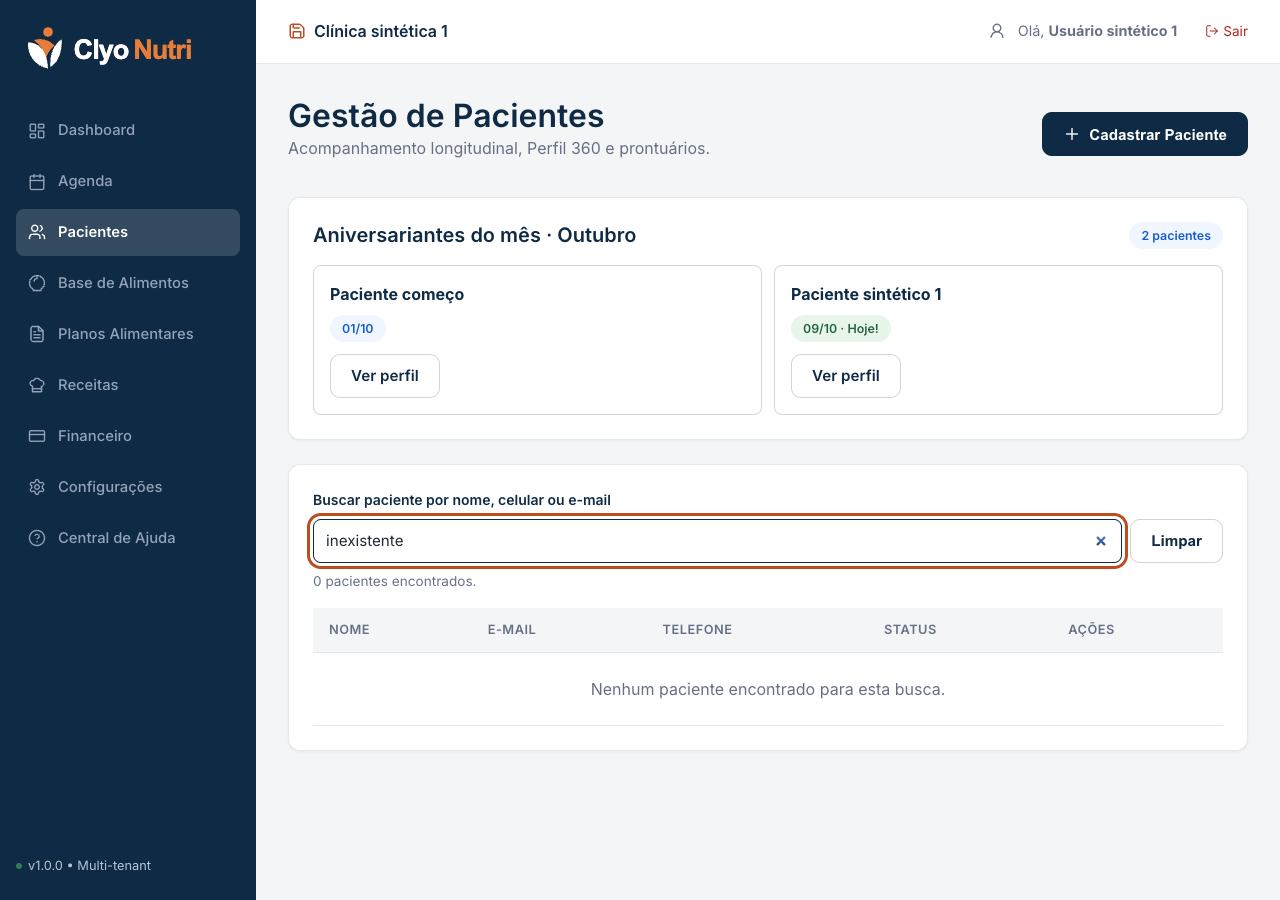 Clyo Nutri
Dashboard
Agenda
Pacientes
Base de Alimentos
Planos Alimentares
Receitas
Financeiro
Configurações
Central de Ajuda
v1.0.0 • Multi-tenant
Clínica sintética 1
Olá, Usuário sintético 1
Sair
Gestão de Pacientes
Acompanhamento longitudinal, Perfil 360 e prontuários.
Cadastrar Paciente
Aniversariantes do mês · Outubro
2 pacientes
Paciente começo
01/10
Ver perfil
Paciente sintético 1
09/10 · Hoje!
Ver perfil
Buscar paciente por nome, celular ou e-mail
inexistente
Limpar
0 pacientes encontrados.
NOME E-MAIL TELEFONE STATUS AÇÕES
Nenhum paciente encontrado para esta busca.